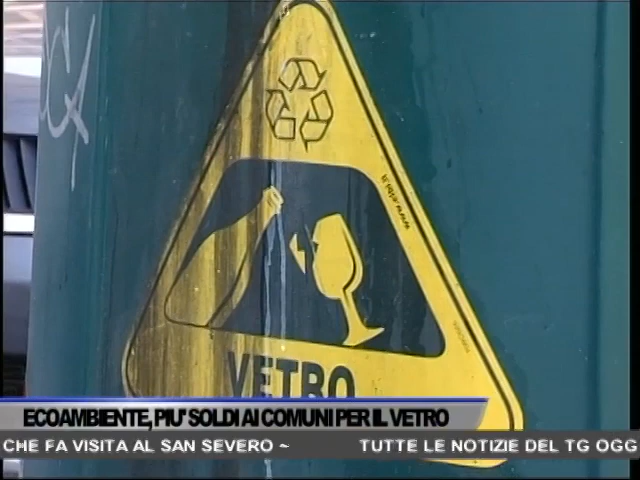 VETRO
ECOAMBIENTE, PIU' SOLDI AI COMUNI PER IL VETRO
CHE FA VISITA AL SAN SEVERO ~ TUTTE LE NOTIZIE DEL TG OGG